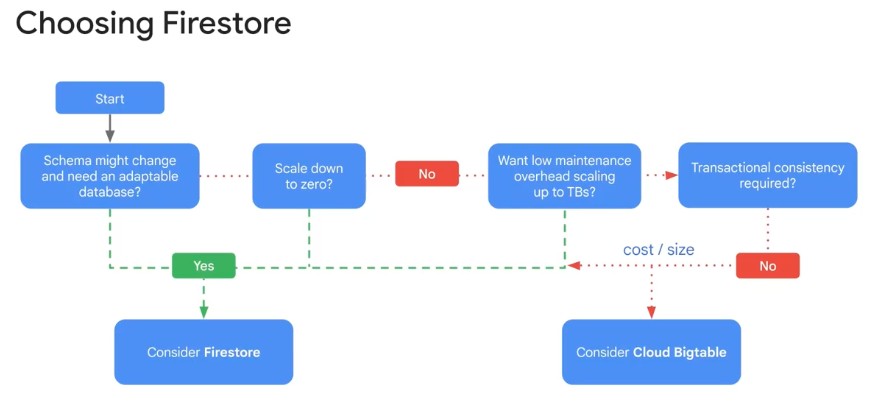 Choosing Firestore
Start
Schema might change
and need an adaptable
database?
Scale down
to zero?
No
Want low maintenance
overhead scaling
up to TBs?
Transactional consistency
required?
cost / size
Yes
No
Consider Firestore
Consider Cloud Bigtable